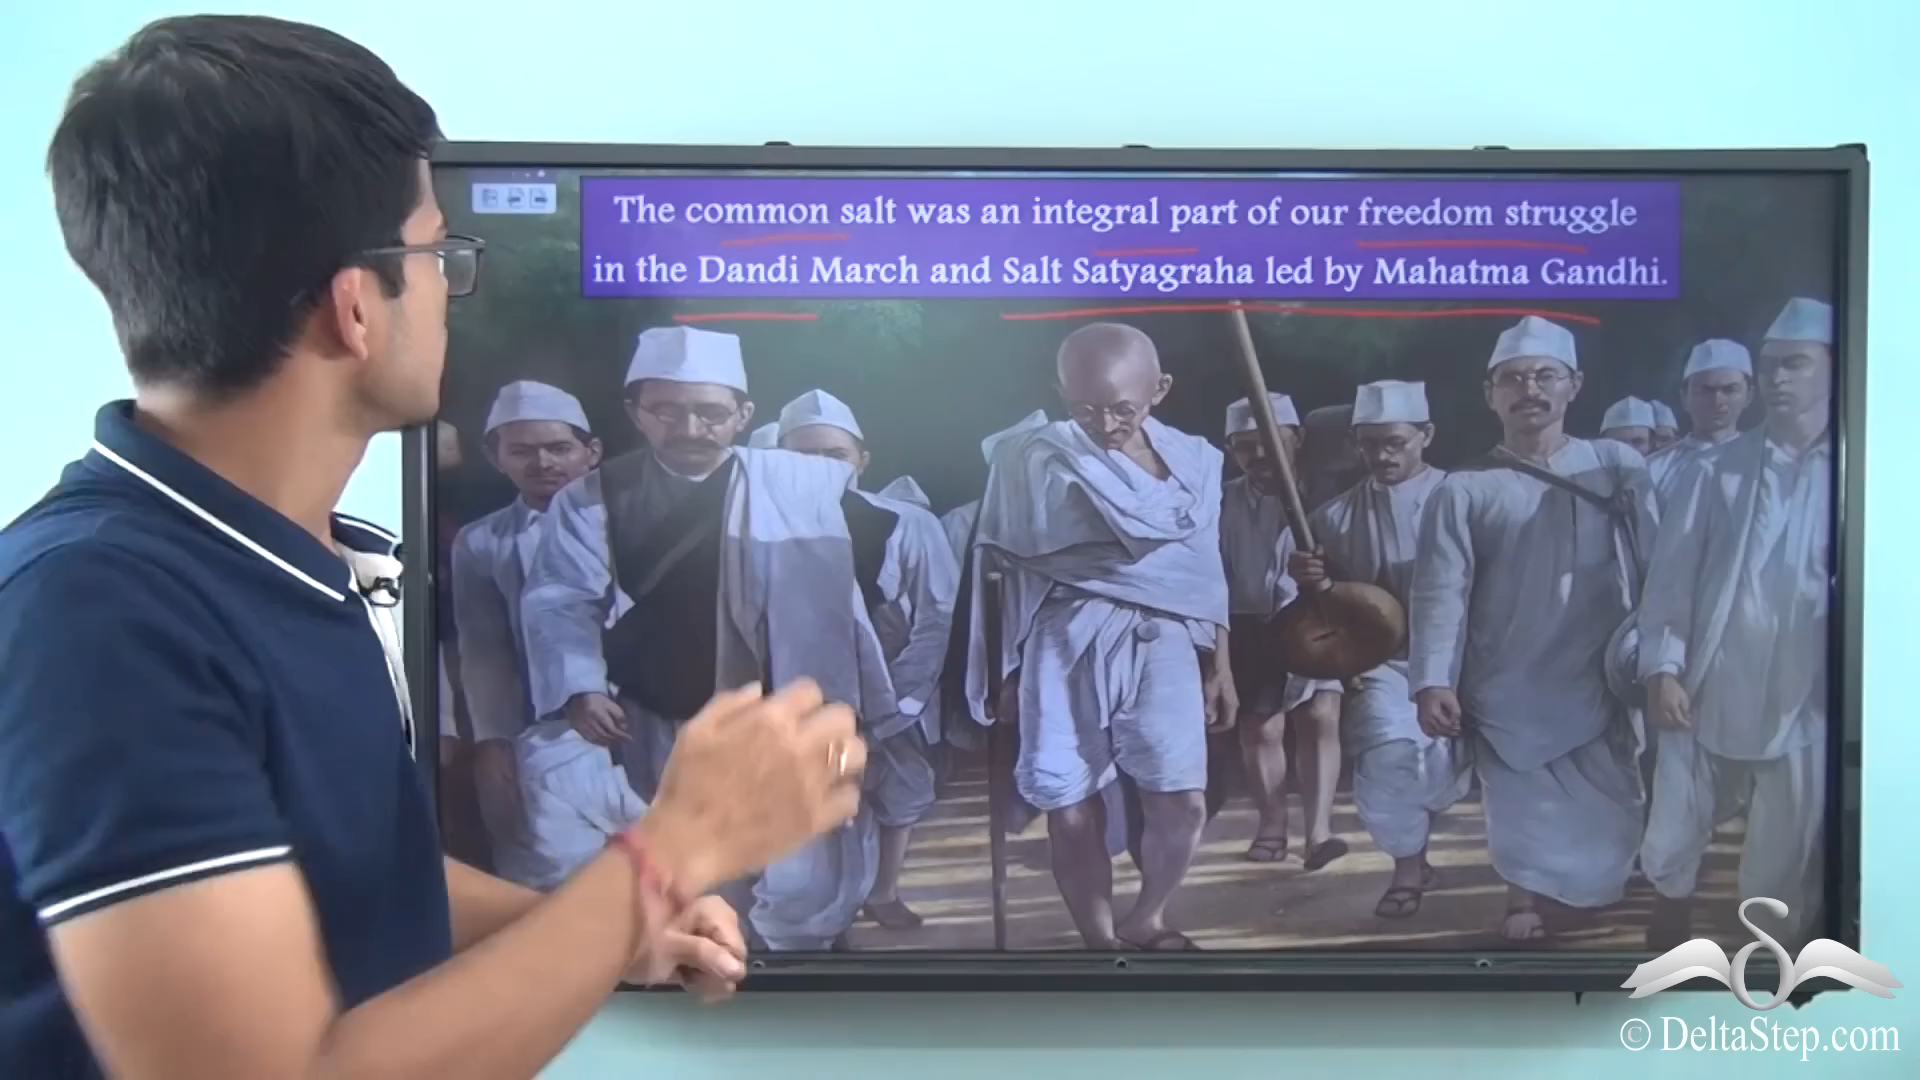 The common salt was an integral part of our freedom struggle
in the Dandi March and Salt Satyagraha led by Mahatma Gandhi.
© DeltaStep.com